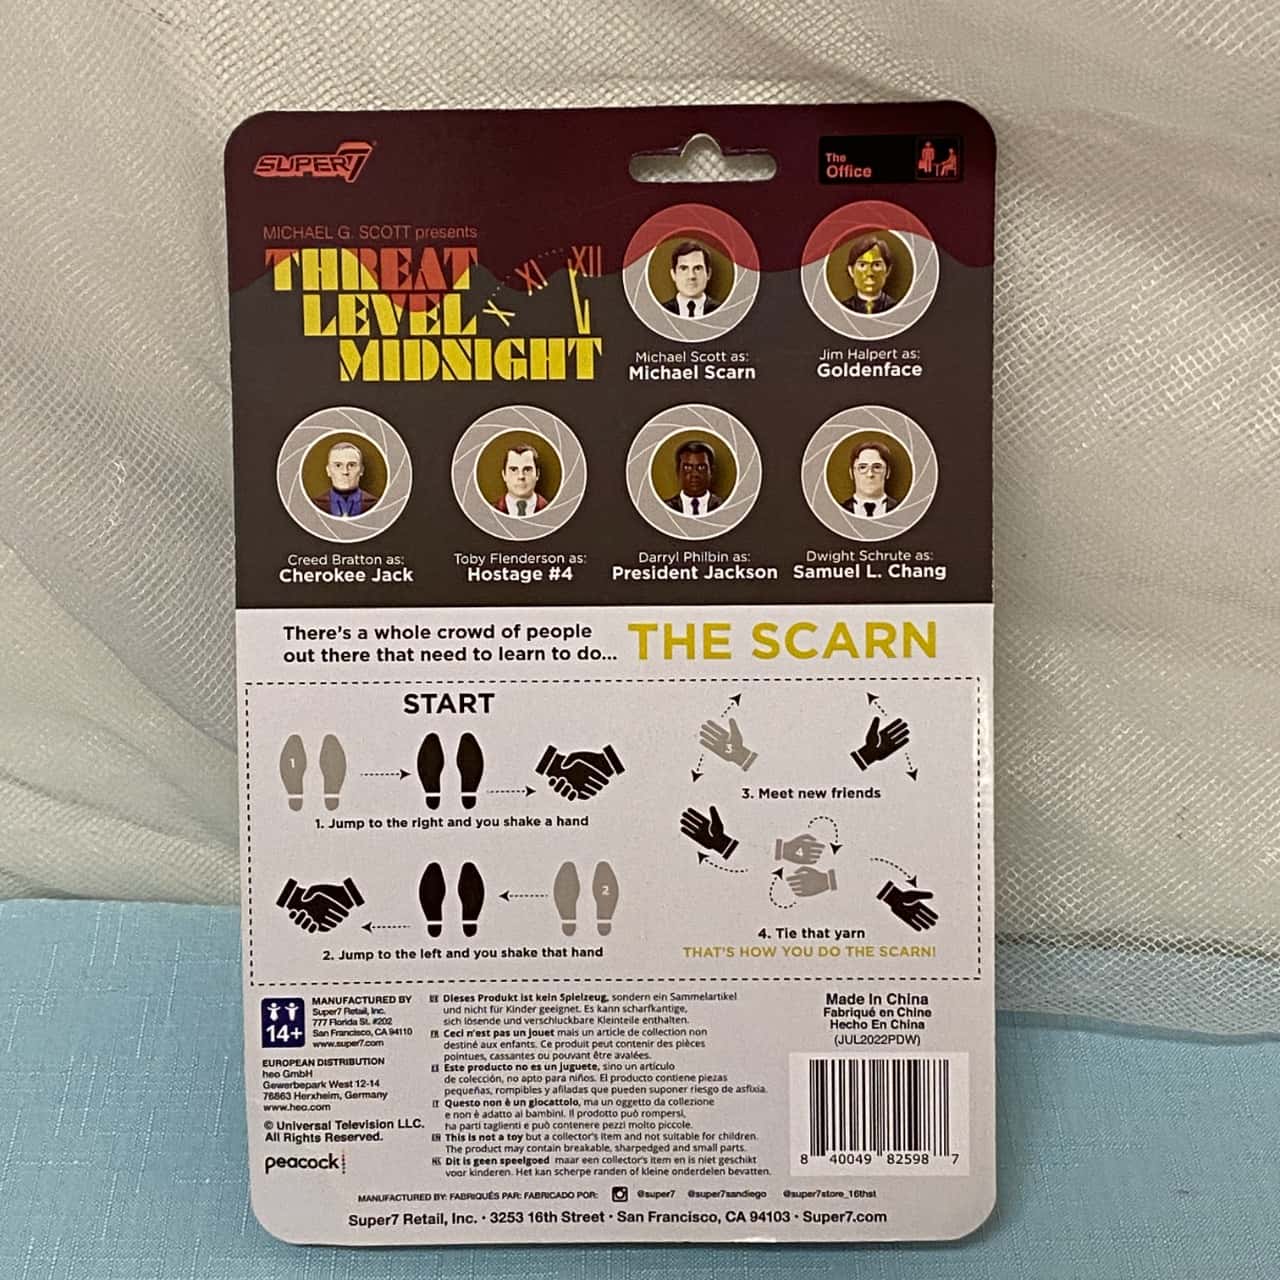 SUPER7
The
Office
MICHAEL G. SCOTT presents
THREAT
LEVEL
MIDNIGHT
X XI XII
Michael Scott as:
Michael Scarn
Jim Halpert as:
Goldenface
Creed Bratton as:
Cherokee Jack
Toby Flenderson as:
Hostage #4
Darryl Philbin as:
President Jackson
Dwight Schrute as:
Samuel L. Chang
There's a whole crowd of people
out there that need to learn to do...
THE SCARN
START
1
1. Jump to the right and you shake a hand
2
2. Jump to the left and you shake that hand
3
3. Meet new friends
4
4. Tie that yarn
THAT'S HOW YOU DO THE SCARN!
14+
MANUFACTURED BY
Super7 Retail, Inc.
777 Florida St. #202
San Francisco, CA 94110
www.super7.com
EUROPEAN DISTRIBUTION
heo GmbH
Gewerbepark West 12-14
76863 Herxheim, Germany
www.heo.com
© Universal Television LLC.
All Rights Reserved.
peacock
Dieses Produkt ist kein Spielzeug, sondern ein Sammelartikel
und nicht für Kinder geeignet. Es kann scharfkantige,
sich lösende und verschluckbare Kleinteile enthalten.
FR Ceci n'est pas un jouet mais un article de collection non
destiné aux enfants. Ce produit peut contenir des pièces
pointues, cassantes ou pouvant être avalées.
Este producto no es un juguete, sino un artículo
de colección, no apto para niños. El producto contiene piezas
pequeñas, rompibles y afiladas que pueden suponer riesgo de asfixia.
IT Questo non è un giocattolo, ma un oggetto da collezione
e non è adatto ai bambini. Il prodotto può rompersi,
ha parti taglienti e può contenere pezzi molto piccole.
EN This is not a toy but a collector's item and not suitable for children.
The product may contain breakable, sharpedged and small parts.
Dit is geen speelgoed maar een collector's item en is niet geschikt
voor kinderen. Het kan scherpe randen of kleine onderdelen bevatten.
Made In China
Fabriqué en Chine
Hecho En China
(JUL2022PDW)
8 40049 82598 7
MANUFACTURED BY: FABRIQUÉS PAR: FABRICADO POR: @super7 @super7sandiego @super7store_16thst
Super7 Retail, Inc. • 3253 16th Street • San Francisco, CA 94103 • Super7.com